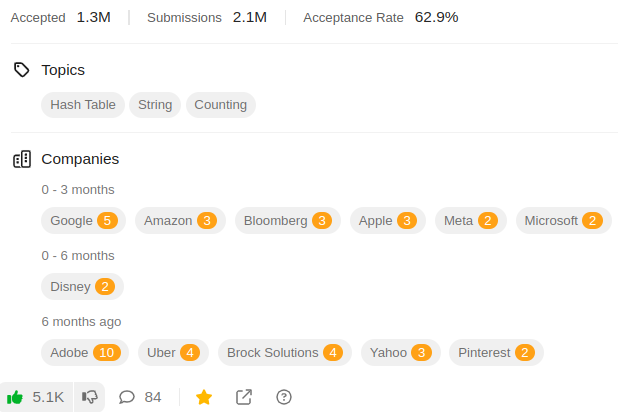 Accepted 1.3M Submissions 2.1M Acceptance Rate 62.9%
Topics
Hash Table String Counting
Companies
0 - 3 months
Google 5 Amazon 3 Bloomberg 3 Apple 3 Meta 2 Microsoft 2
0 - 6 months
Disney 2
6 months ago
Adobe 10 Uber 4 Brock Solutions 4 Yahoo 3 Pinterest 2
5.1K 84